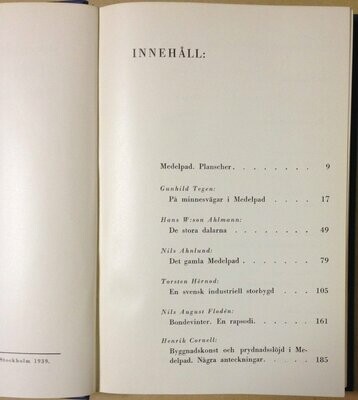 Stockholm 1939.
INNEHÅLL:
Medelpad. Planscher . . . . . . . 9
Gunhild Tegen:
På minnesvägar i Medelpad . . . . 17
Hans W:son Ahlmann:
De stora dalarna . . . . . . . . 49
Nils Ahnlund:
Det gamla Medelpad . . . . . . . 79
Torsten Hèrnod:
En svensk industriell storbygd . . . 105
Nils August Flodén:
Bondevinter. En rapsodi. . . . . . 161
Henrik Cornell:
Byggnadskonst och prydnadsslöjd i Me-
delpad. Några anteckningar. . . . . 185